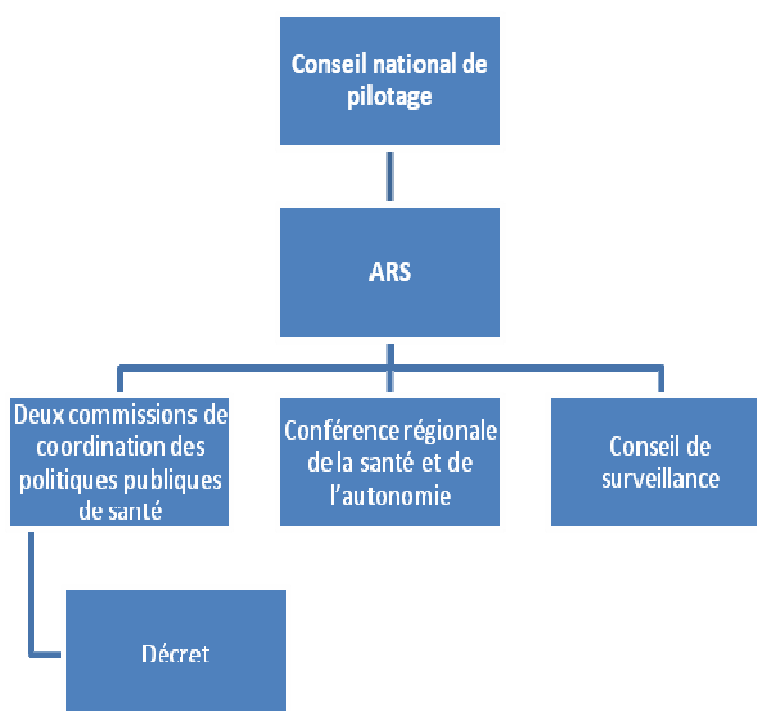 Conseil national de
pilotage
ARS
Deux commissions de
coordination des
politiques publiques
de santé
Conférence régionale
de la santé et de
l'autonomie
Conseil de
surveillance
Décret